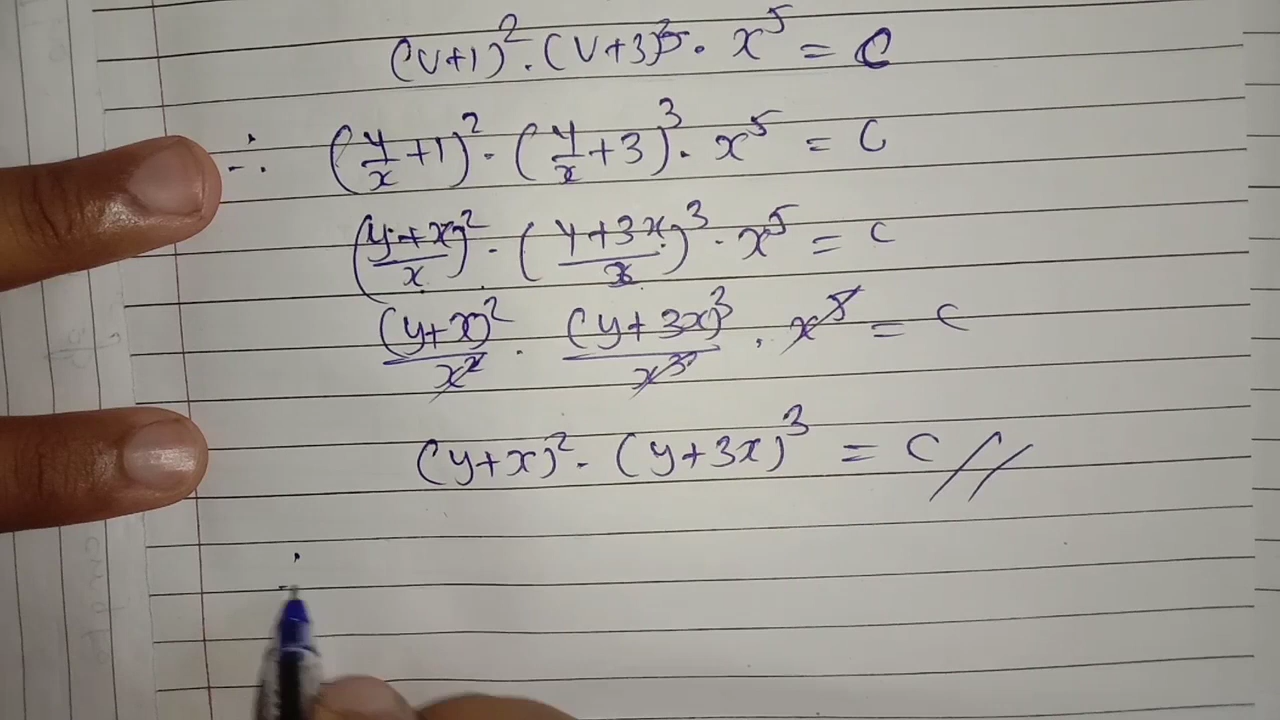 (V+1)². (V+3)³. x⁵ = C
∴ (y/x +1)² . (y/x +3)³ . x⁵ = C
((y+x)/x)² . ((y+3x)/x)³ . x⁵ = C
(y+x)²/x² . (y+3x)³/x³ . x⁵ = C
(y+x)² . (y+3x)³ = C //